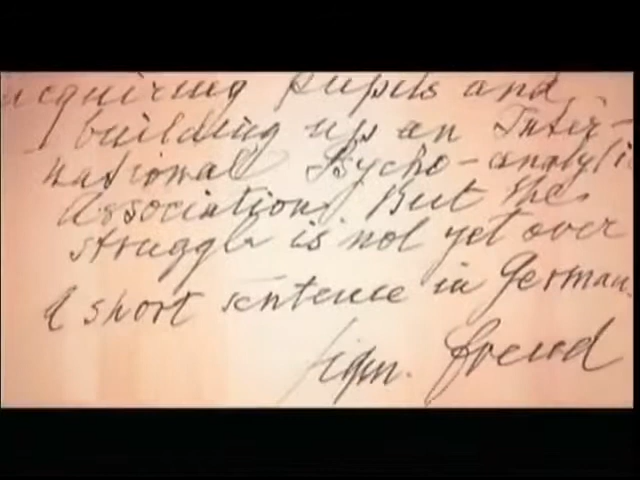 acquiring pupils and
building up an Inter-
national Psycho-analyti
Association. But the
struggle is not yet over
A short sentence in German.
Sigm. Freud